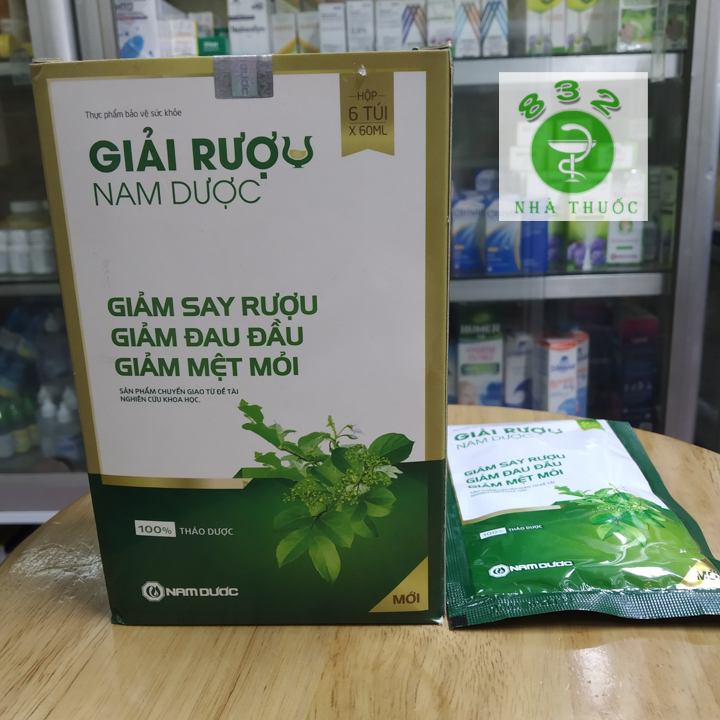 Thực phẩm bảo vệ sức khỏe
HỘP
6 TÚI
X 60ML
GIẢI RƯỢU
NAM DƯỢC
GIẢM SAY RƯỢU
GIẢM ĐAU ĐẦU
GIẢM MỆT MỎI
SẢN PHẨM CHUYỂN GIAO TỪ ĐỀ TÀI
NGHIÊN CỨU KHOA HỌC.
100% THẢO DƯỢC
NAM DƯỢC
MỚI
832
NHÀ THUỐC
GIẢI RƯỢU
NAM DƯỢC
GIẢM SAY RƯỢU
GIẢM ĐAU ĐẦU
GIẢM MỆT MỎI
100% THẢO DƯỢC
NAM DƯỢC
MỚI